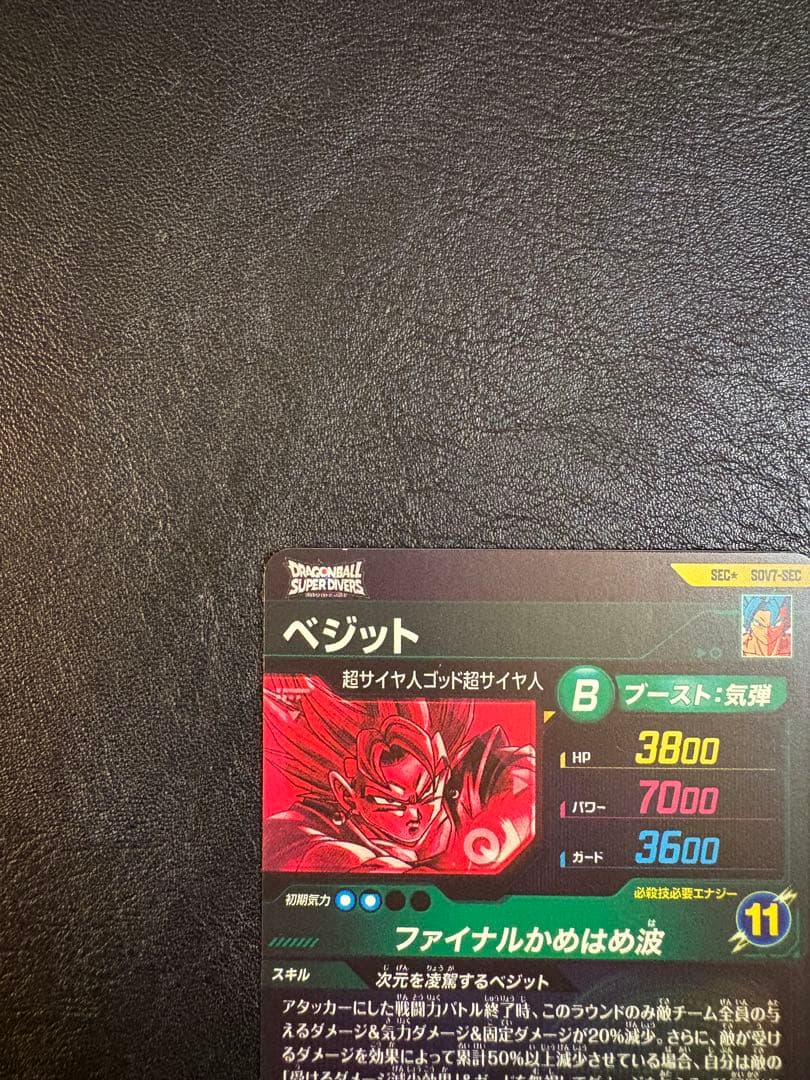 DRAGONBALL
SUPER DIVERS
SEC★ SDV7-SEC
ベジット
超サイヤ人ゴッド超サイヤ人
B ブースト:気弾
HP 3800
パワー 7000
ガード 3600
初期気力
必殺技必要エナジー
11
ファイナルかめはめ波
スキル 次元を凌駕するベジット
アタッカーにした戦闘力バトル終了時、このラウンドのみ敵チーム全員の与
えるダメージ&気力ダメージ&固定ダメージが20%減少。さらに、敵が受け
るダメージを効果によって累計50%以上減少させている場合、自分は敵の